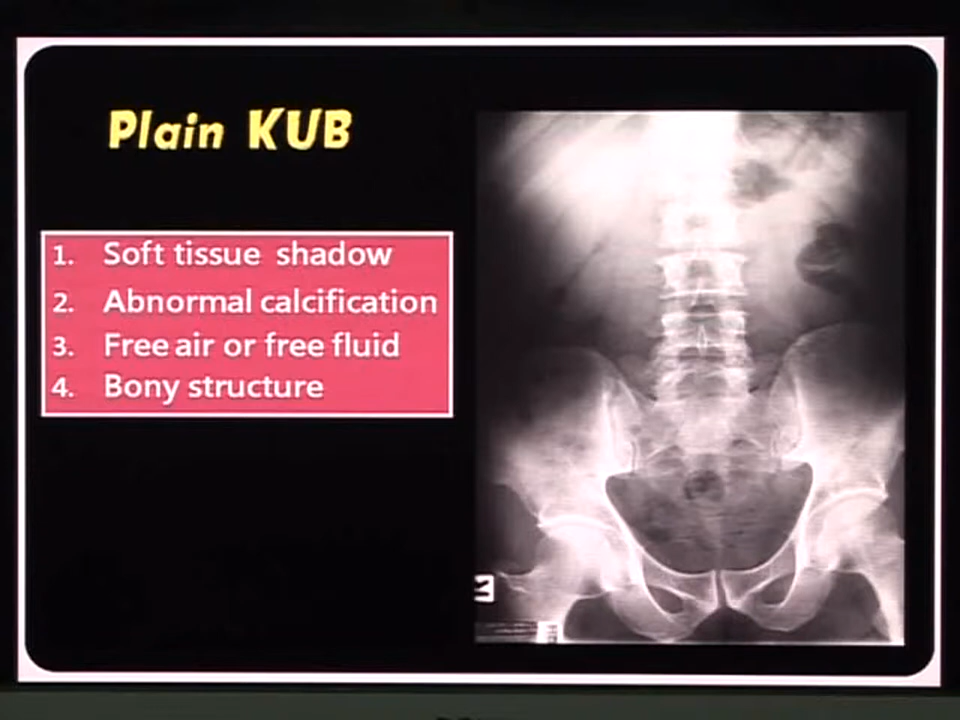 Plain KUB
1. Soft tissue shadow
2. Abnormal calcification
3. Free air or free fluid
4. Bony structure